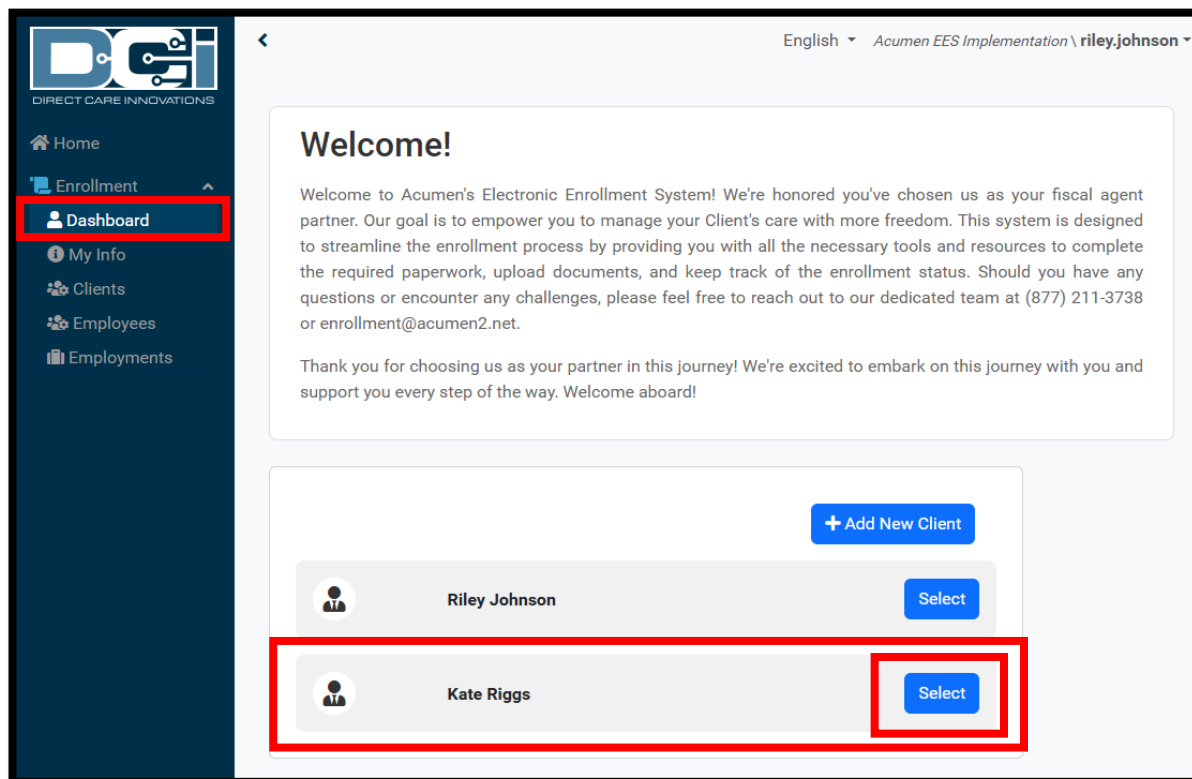 DCI
DIRECT CARE INNOVATIONS
Home
Enrollment
Dashboard
My Info
Clients
Employees
Employments
English
Acumen EES Implementation \ riley.johnson
Welcome!
Welcome to Acumen's Electronic Enrollment System! We're honored you've chosen us as your fiscal agent
partner. Our goal is to empower you to manage your Client's care with more freedom. This system is designed
to streamline the enrollment process by providing you with all the necessary tools and resources to complete
the required paperwork, upload documents, and keep track of the enrollment status. Should you have any
questions or encounter any challenges, please feel free to reach out to our dedicated team at (877) 211-3738
or enrollment@acumen2.net.
Thank you for choosing us as your partner in this journey! We're excited to embark on this journey with you and
support you every step of the way. Welcome aboard!
Add New Client
Riley Johnson Select
Kate Riggs Select